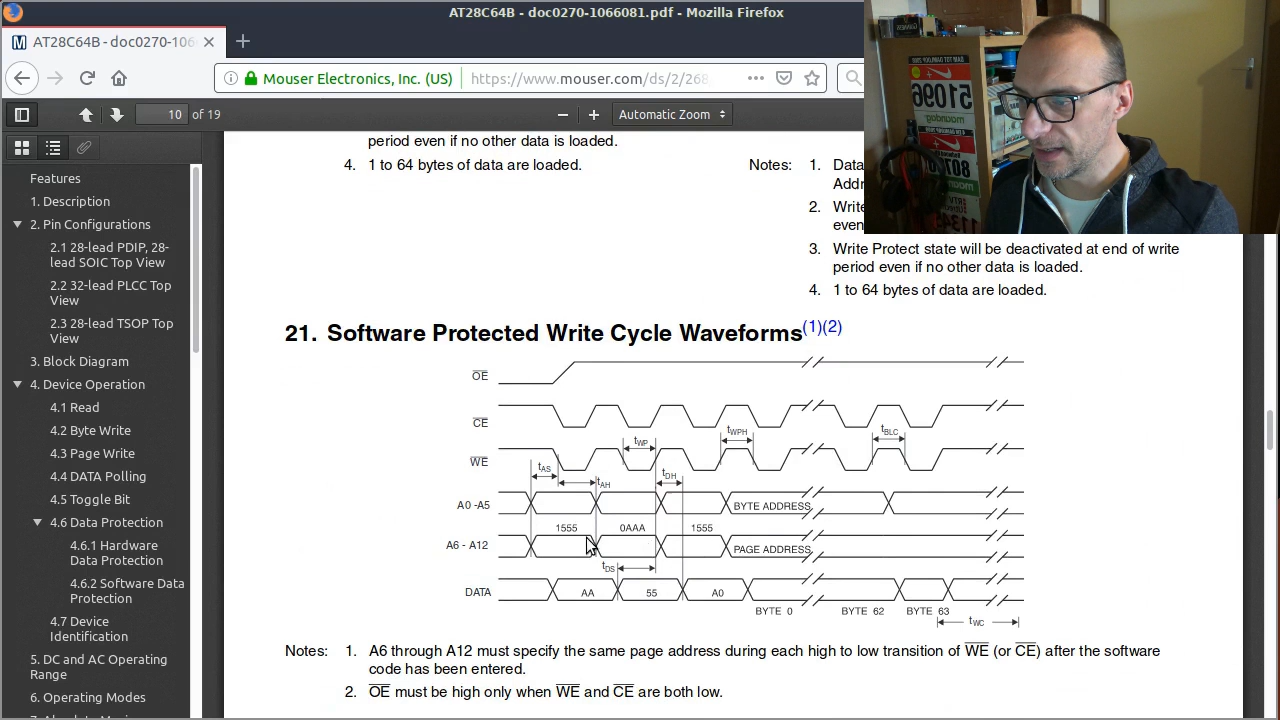 AT28C64B - doc0270-1066081.pdf - Mozilla Firefox
AT28C64B - doc0270-106
Mouser Electronics, Inc. (US)
https://www.mouser.com/ds/2/268
10 of 19
Automatic Zoom
Features
1. Description
2. Pin Configurations
2.1 28-lead PDIP, 28-
lead SOIC Top View
2.2 32-lead PLCC Top
View
2.3 28-lead TSOP Top
View
3. Block Diagram
4. Device Operation
4.1 Read
4.2 Byte Write
4.3 Page Write
4.4 DATA Polling
4.5 Toggle Bit
4.6 Data Protection
4.6.1 Hardware
Data Protection
4.6.2 Software Data
Protection
4.7 Device
Identification
5. DC and AC Operating
Range
6. Operating Modes
period even if no other data is loaded.
4. 1 to 64 bytes of data are loaded.
Notes: 1. Data
Addr
2. Write
even
3. Write Protect state will be deactivated at end of write
period even if no other data is loaded.
4. 1 to 64 bytes of data are loaded.
21. Software Protected Write Cycle Waveforms(1)(2)
OE
CE
tWP tWPH tBLC
WE
tAS tAH tDH
A0 -A5 BYTE ADDRESS
1555 0AAA 1555
A6 - A12 PAGE ADDRESS
tDS
DATA AA 55 A0
BYTE 0 BYTE 62 BYTE 63
tWC
Notes: 1. A6 through A12 must specify the same page address during each high to low transition of WE (or CE) after the software
code has been entered.
2. OE must be high only when WE and CE are both low.
51096